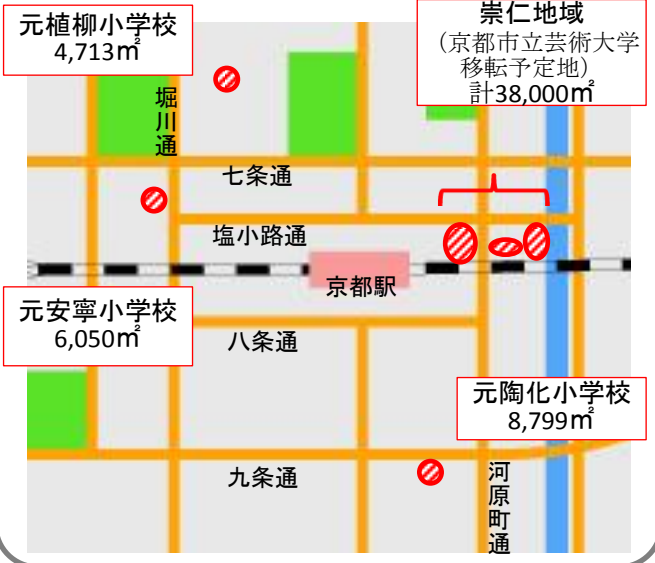 元植柳小学校
4,713㎡
崇仁地域
（京都市立芸術大学
移転予定地）
計38,000㎡
堀川通
七条通
塩小路通
京都駅
元安寧小学校
6,050㎡
八条通
元陶化小学校
8,799㎡
九条通
河原町通